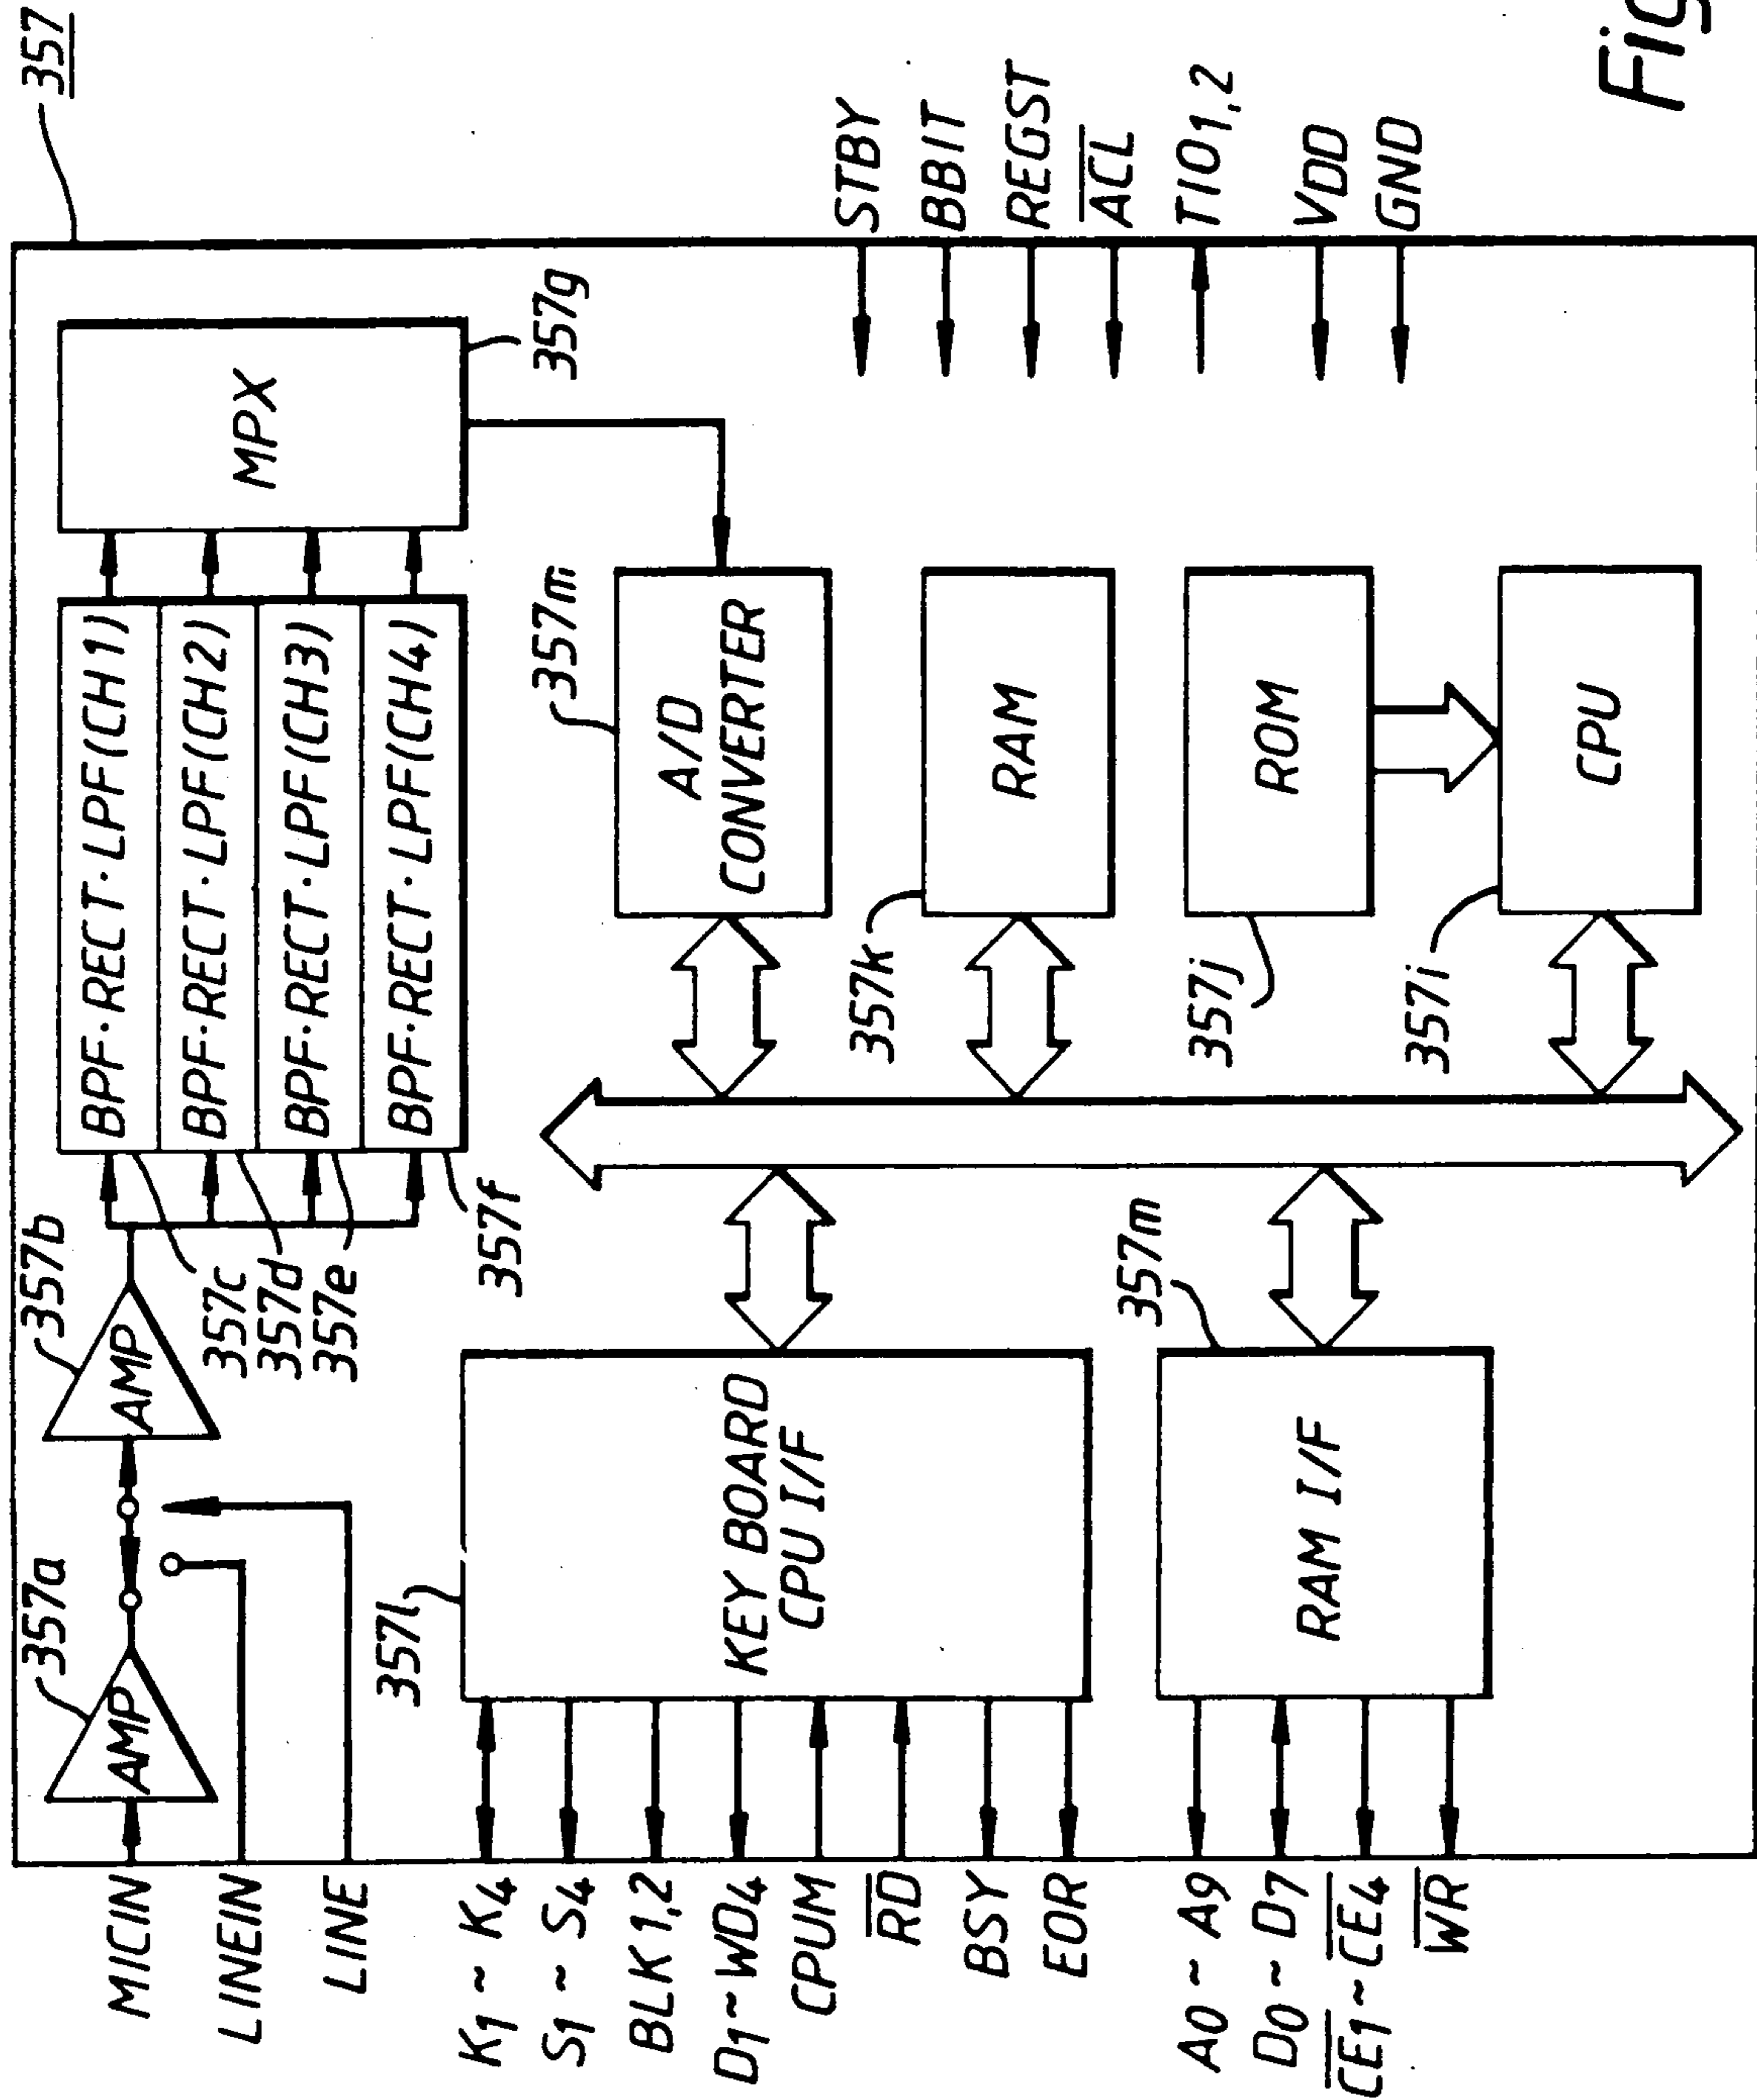 357
357a
357b
AMP
AMP
MICIN
LINEIN
LINE
357c
357d
357e
357f
BPF·RECT·LPF(CH1)
BPF·RECT·LPF(CH2)
BPF·RECT·LPF(CH3)
BPF·RECT·LPF(CH4)
MPX
357g
357l
K1 ~ K4
S1 ~ S4
BLK 1,2
D1~WD4
CPUM
RD
BSY
EOR
KEY BOARD
CPU I/F
357m
A/D
CONVERTER
357k
RAM
357j
ROM
357i
CPU
357m
RAM I/F
A0 ~ A9
D0 ~ D7
CE1~CE4
WR
STBY
BBIT
REGST
ACL
TIO1,2
VDD
GND
Fig